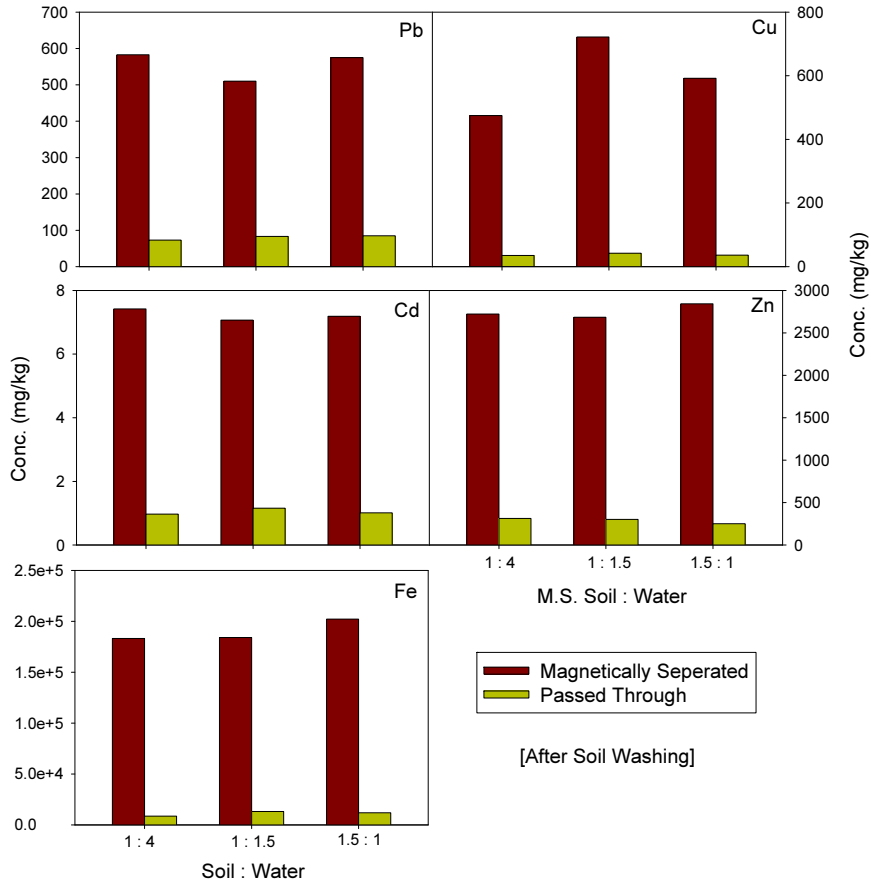 700
600
500
400
300
200
100
0
Pb
Cu
800
600
400
200
0
Conc. (mg/kg)
8
6
4
2
0
Conc. (mg/kg)
Cd
Zn
3000
2500
2000
1500
1000
500
0
1 : 4
1 : 1.5
1.5 : 1
M.S. Soil : Water
2.5e+5
2.0e+5
1.5e+5
1.0e+5
5.0e+4
0.0
Fe
1 : 4
1 : 1.5
1.5 : 1
Soil : Water
Magnetically Seperated
Passed Through
[After Soil Washing]